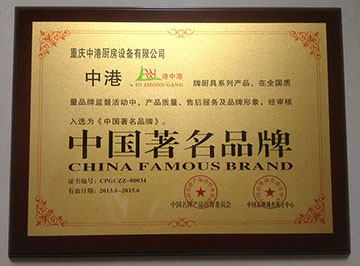 重庆中港厨房设备有限公司
中港、迪中港 牌厨具系列产品，在全国质
DI ZHONG GANG
量品牌监督活动中，产品质量、售后服务及品牌形象，经审核
入选为《中国著名品牌》。
中国著名品牌
CHINA FAMOUS BRAND
证书编号：CPGCZZ-80034
有效日期：2013.6-2015.6